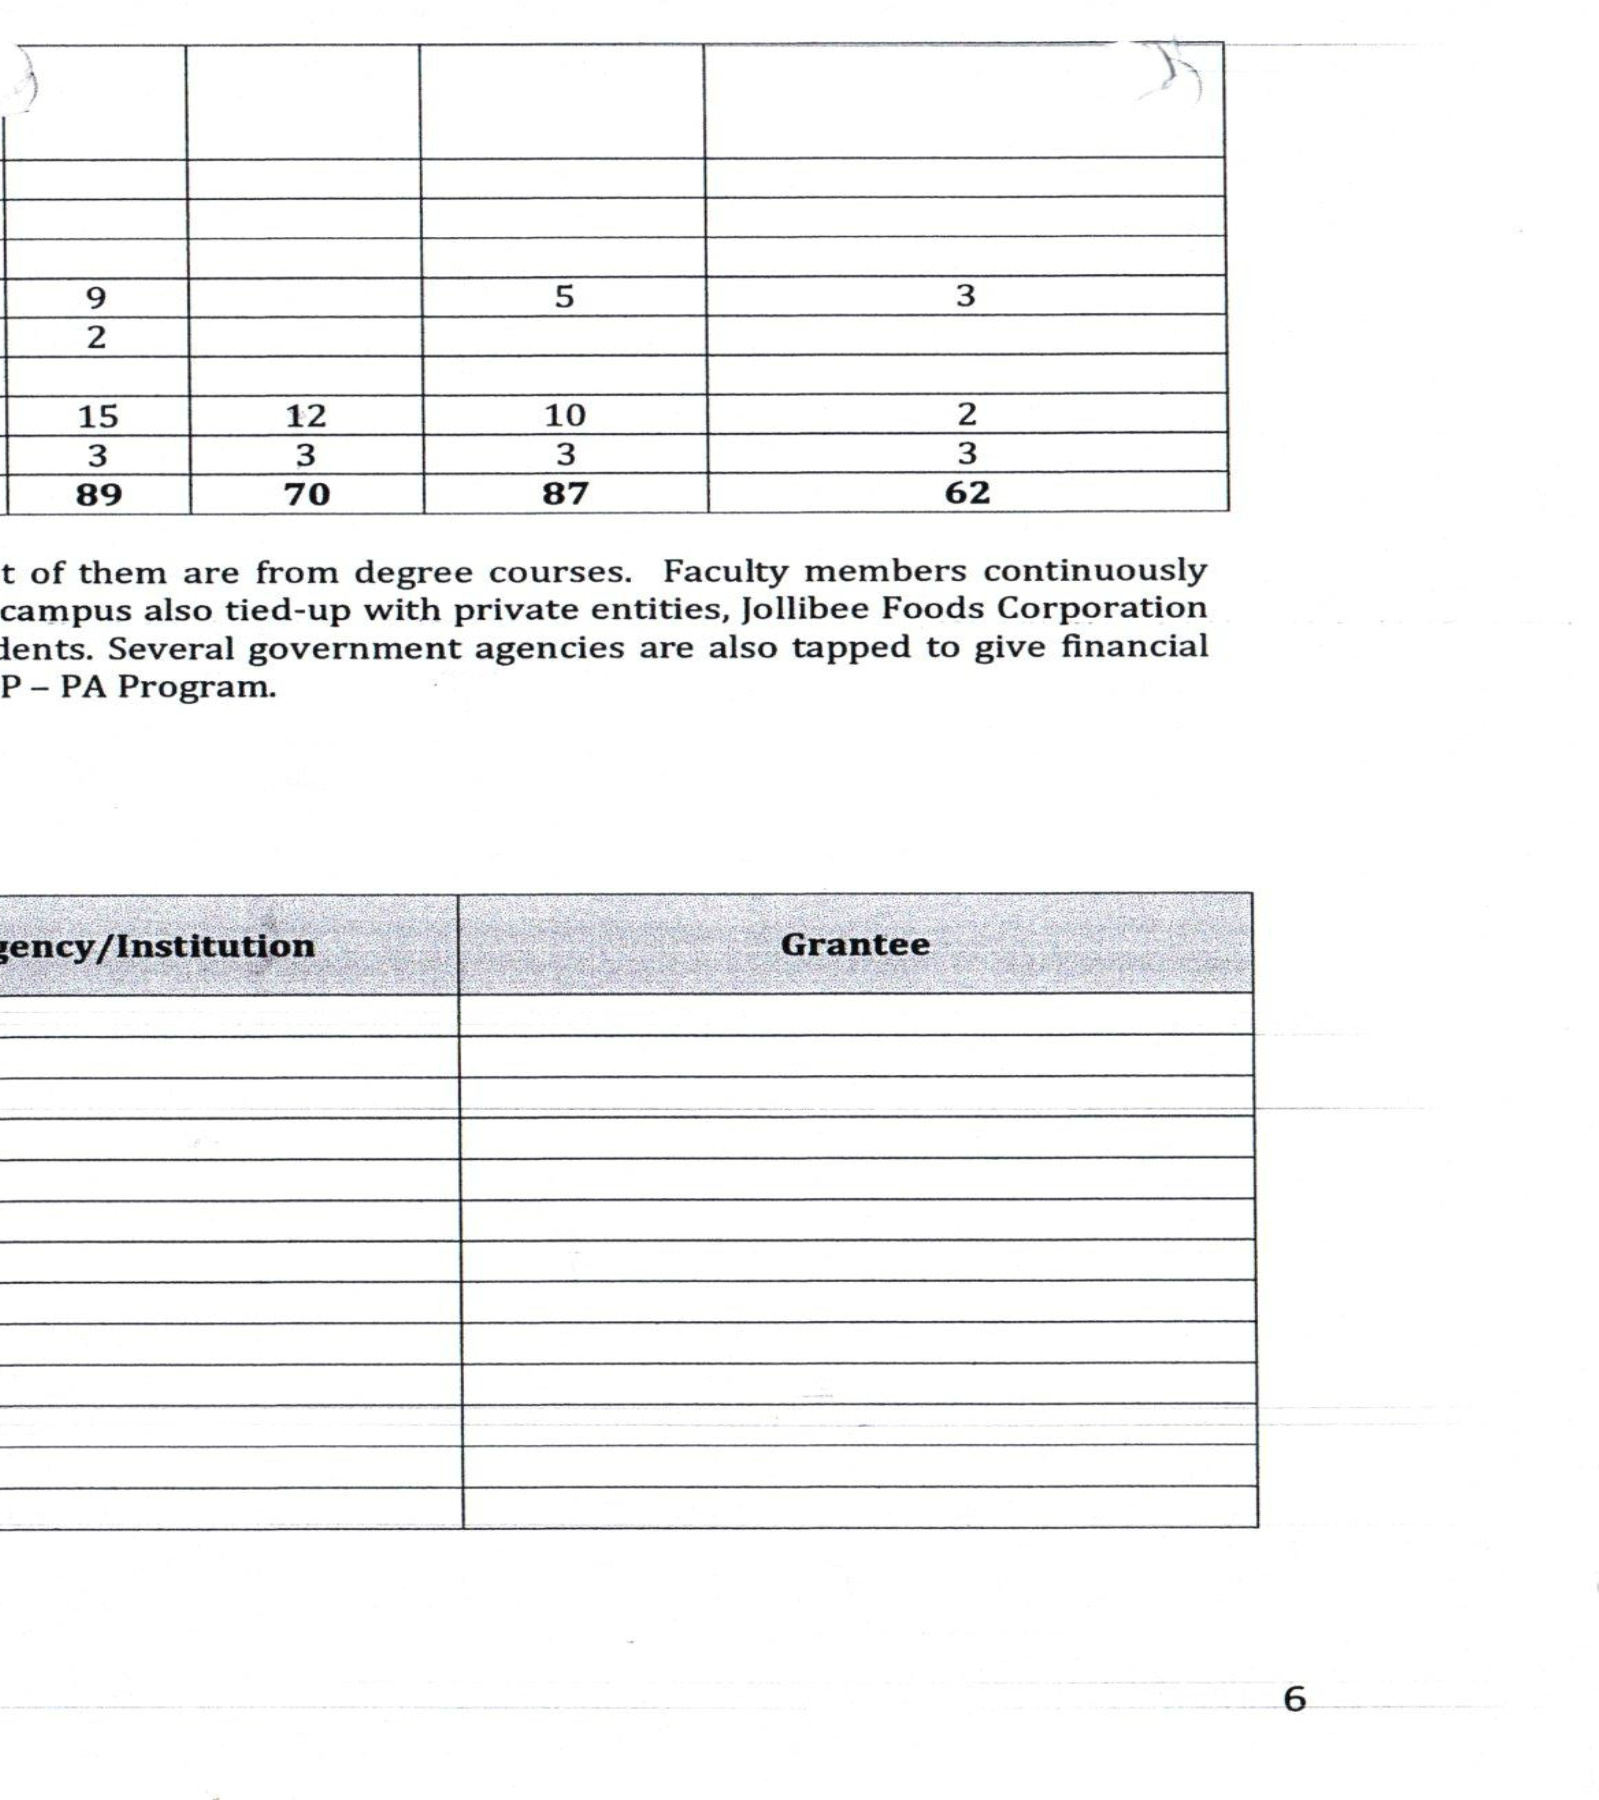 9 5 3
2
15 12 10 2
3 3 3 3
89 70 87 62
of them are from degree courses. Faculty members continuously
campus also tied-up with private entities, Jollibee Foods Corporation
Several government agencies are also tapped to give financial
P – PA Program.
/Institution Grantee
6